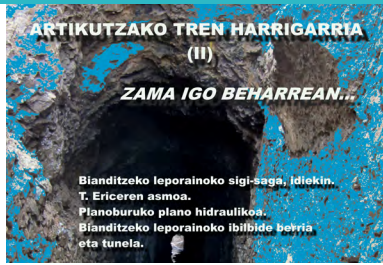 ARTIKUTZAKO TREN HARRIGARRIA
(II)
ZAMA IGO BEHARREAN...
Bianditzeko leporainoko sigi-saga, idiekin.
T. Ericeren asmoa.
Planoburuko plano hidraulikoa.
Bianditzeko leporainoko ibilbide berria
eta tunela.